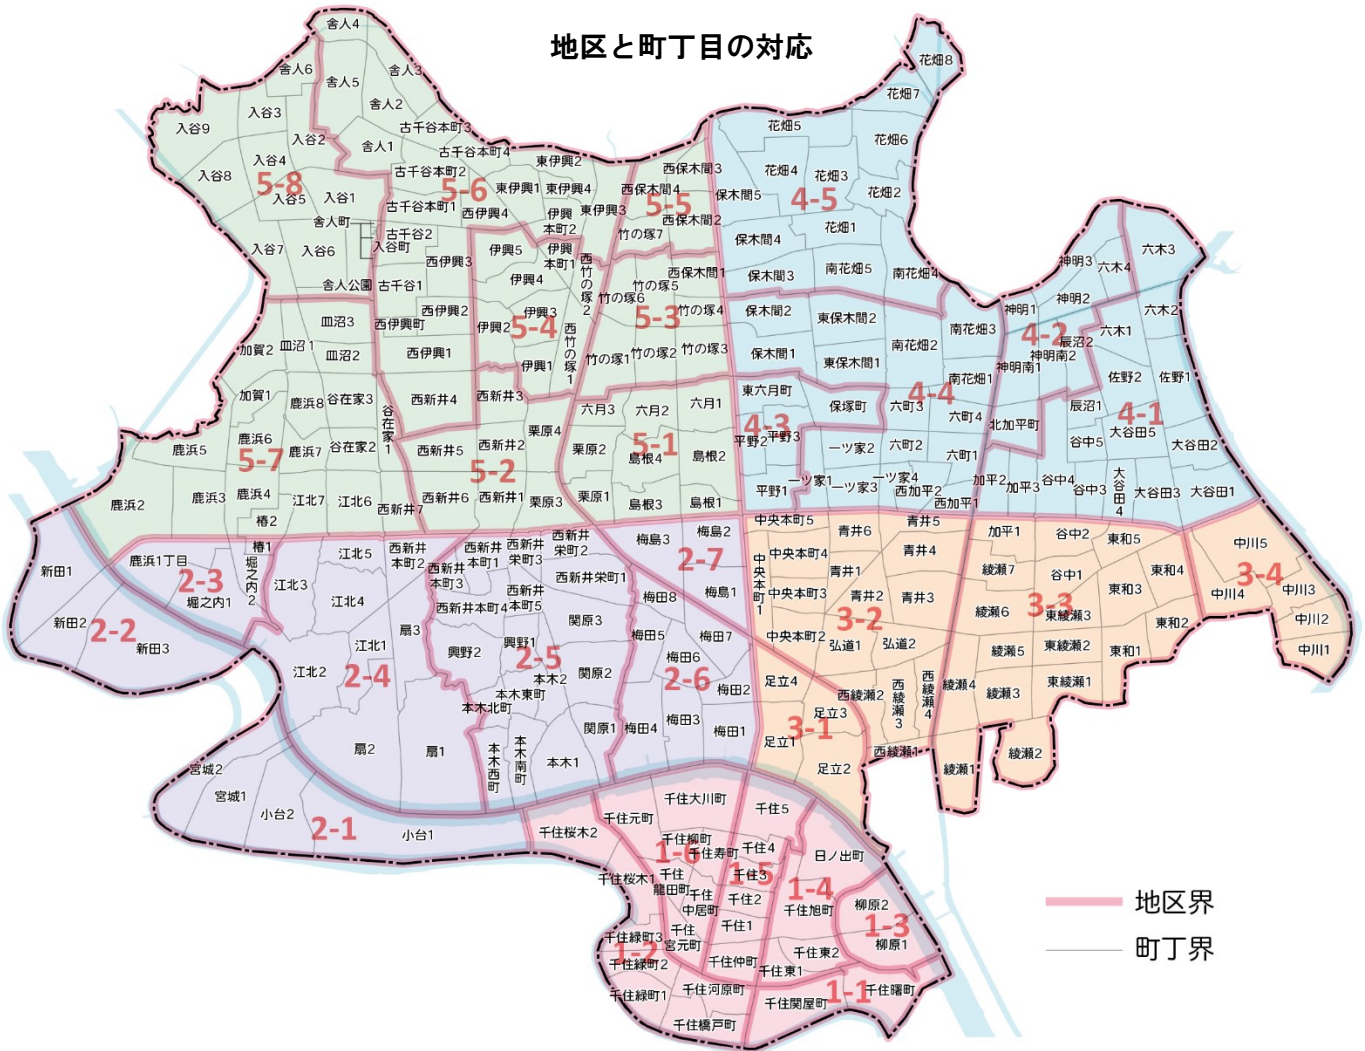 地区と町丁目の対応
舎人4
舎人6
舎人5
舎人3
入谷9
入谷3
舎人2
入谷2
舎人1
古千谷本町3
古千谷本町4
入谷4
入谷8
5-8
入谷5
入谷1
古千谷本町2
5-6
東伊興2
東伊興1
東伊興4
古千谷本町1
西伊興4
伊興
本町2
東伊興3
舎人町
古千谷2
入谷町
入谷7
入谷6
舎人公園
古千谷1
西伊興3
伊興5
伊興
本町1
西竹の塚2
伊興4
西保木間3
西保木間4
5-5
西保木間2
竹の塚7
西保木間1
竹の塚5
竹の塚6
5-3
竹の塚4
竹の塚1
竹の塚2
竹の塚3
皿沼3
西伊興町
西伊興2
伊興3
伊興2
5-4
西竹の塚1
伊興1
加賀2
皿沼1
皿沼2
西伊興1
加賀1
鹿浜8
谷在家3
谷在家1
西新井4
西新井3
六月3
六月2
六月1
鹿浜5
鹿浜6
5-7
鹿浜7
谷在家2
西新井5
西新井2
5-2
栗原4
栗原2
5-1
島根4
島根2
鹿浜2
鹿浜3
鹿浜4
江北7
江北6
西新井7
西新井6
西新井1
栗原3
栗原1
島根3
島根1
椿2
花畑8
花畑7
花畑5
花畑6
花畑4
花畑3
花畑2
4-5
保木間5
花畑1
保木間4
保木間3
南花畑5
南花畑4
保木間2
東保木間2
南花畑3
南花畑2
保木間1
東保木間1
南花畑1
4-4
東六月町
保塚町
六町3
六町4
4-3
平野2
平野3
一ツ家2
六町2
六町1
平野1
一ツ家1
一ツ家3
一ツ家4
西加平2
西加平1
神明3
六木4
六木3
神明2
神明1
4-2
六木2
六木1
辰沼2
神明南2
神明南1
佐野2
佐野1
辰沼1
4-1
北加平町
谷中5
大谷田5
大谷田2
加平2
加平3
谷中4
谷中3
大谷田4
大谷田3
大谷田1
新田1
鹿浜1丁目
椿1
堀之内2
2-3
堀之内1
新田2
2-2
新田3
江北5
江北3
江北4
西新井
本町2
扇3
江北1
江北2
2-4
扇2
扇1
西新井
本町3
西新井
本町1
西新井
栄町3
西新井
栄町2
西新井栄町1
西新井
本町5
西新井本町4
関原3
興野1
興野2
2-5
本木2
関原2
本木東町
本木北町
関原1
本木西町
本木南町
本木1
梅島3
梅島2
2-7
梅島1
梅田8
梅田5
梅田7
梅田6
2-6
梅田2
梅田4
梅田3
梅田1
宮城2
宮城1
小台2
2-1
小台1
中央本町5
青井6
青井5
中央本町4
青井4
中央本町1
青井1
中央本町3
青井2
青井3
3-2
中央本町2
弘道1
弘道2
足立4
西綾瀬2
西綾瀬3
西綾瀬4
足立3
3-1
足立1
西綾瀬1
足立2
加平1
谷中2
東和5
綾瀬7
谷中1
東和4
3-3
東和3
綾瀬6
東綾瀬3
東和2
綾瀬5
東綾瀬2
東和1
綾瀬4
綾瀬3
東綾瀬1
綾瀬2
綾瀬1
中川5
3-4
中川4
中川3
中川2
中川1
千住大川町
千住元町
千住5
千住桜木2
千住柳町
1-6
千住寿町
千住4
日ノ出町
千住桜木1
千住
龍田町
1-5
千住3
1-4
千住
中居町
千住2
千住旭町
柳原2
1-3
千住緑町3
千住
宮元町
千住1
柳原1
1-2
千住緑町2
千住仲町
千住東2
千住東1
千住緑町1
千住河原町
千住関屋町
1-1
千住曙町
千住橋戸町
地区界
町丁界